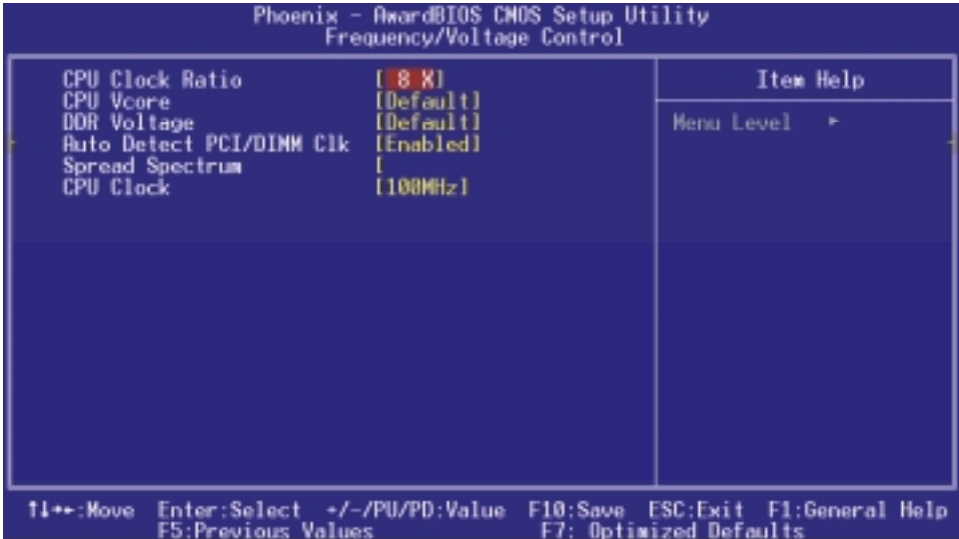 Phoenix - AwardBIOS CMOS Setup Utility
Frequency/Voltage Control
CPU Clock Ratio [ 8 X]
CPU Vcore [Default]
DDR Voltage [Default]
Auto Detect PCI/DIMM Clk [Enabled]
Spread Spectrum [
CPU Clock [100MHz]
Item Help
Menu Level ►
↑↓→←:Move Enter:Select +/-/PU/PD:Value F10:Save ESC:Exit F1:General Help
F5:Previous Values F7: Optimized Defaults